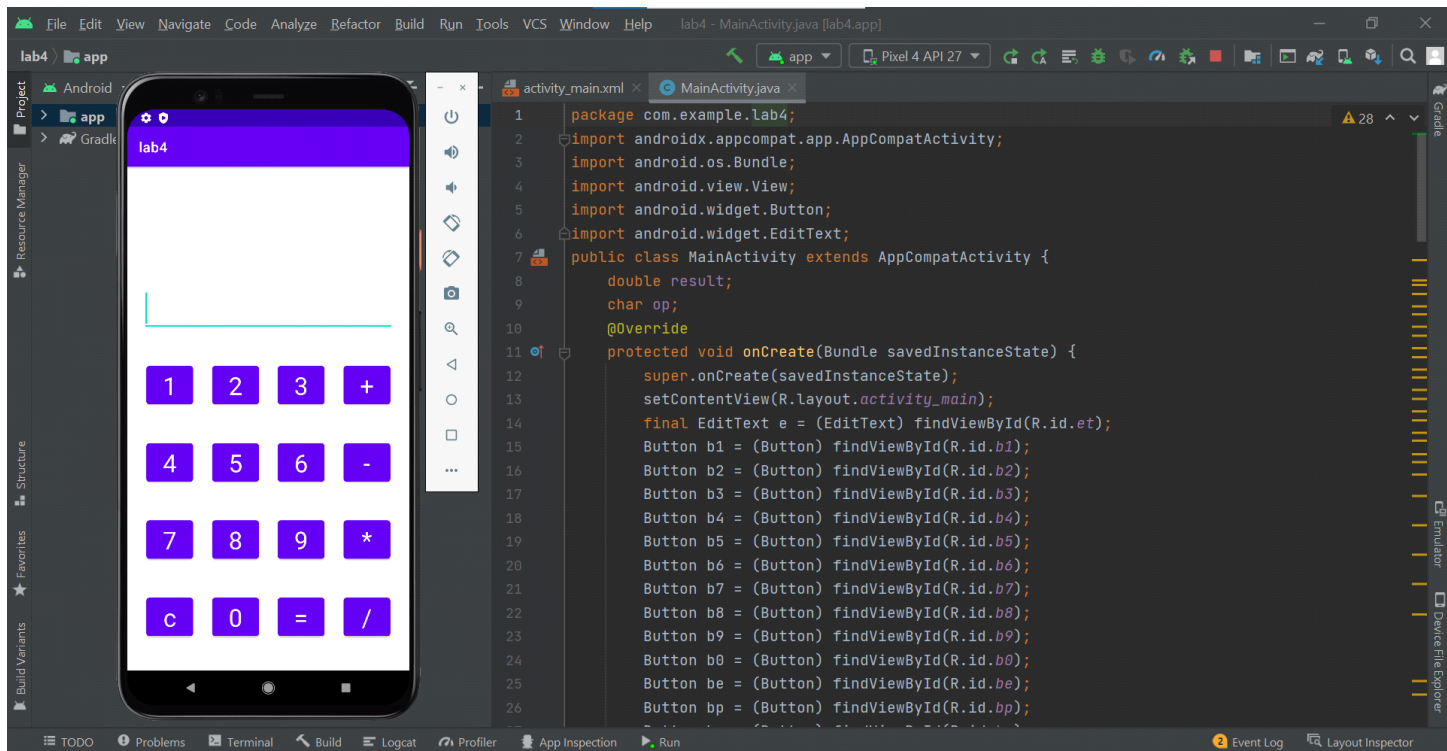 File Edit View Navigate Code Analyze Refactor Build Run Tools VCS Window Help lab4 - MainActivity.java [lab4.app]
lab4 app
app Pixel 4 API 27
Project
Resource Manager
Structure
Favorites
Build Variants
Android
app
Gradle
lab4
1 2 3 +
4 5 6 -
7 8 9 *
c 0 = /
activity_main.xml MainActivity.java
28
1 package com.example.lab4;
2 import androidx.appcompat.app.AppCompatActivity;
3 import android.os.Bundle;
4 import android.view.View;
5 import android.widget.Button;
6 import android.widget.EditText;
7 public class MainActivity extends AppCompatActivity {
8 double result;
9 char op;
10 @Override
11 protected void onCreate(Bundle savedInstanceState) {
12 super.onCreate(savedInstanceState);
13 setContentView(R.layout.activity_main);
14 final EditText e = (EditText) findViewById(R.id.et);
15 Button b1 = (Button) findViewById(R.id.b1);
16 Button b2 = (Button) findViewById(R.id.b2);
17 Button b3 = (Button) findViewById(R.id.b3);
18 Button b4 = (Button) findViewById(R.id.b4);
19 Button b5 = (Button) findViewById(R.id.b5);
20 Button b6 = (Button) findViewById(R.id.b6);
21 Button b7 = (Button) findViewById(R.id.b7);
22 Button b8 = (Button) findViewById(R.id.b8);
23 Button b9 = (Button) findViewById(R.id.b9);
24 Button b0 = (Button) findViewById(R.id.b0);
25 Button be = (Button) findViewById(R.id.be);
26 Button bp = (Button) findViewById(R.id.bp);
Gradle
Emulator
Device File Explorer
TODO Problems Terminal Build Logcat Profiler App Inspection Run 2 Event Log Layout Inspector